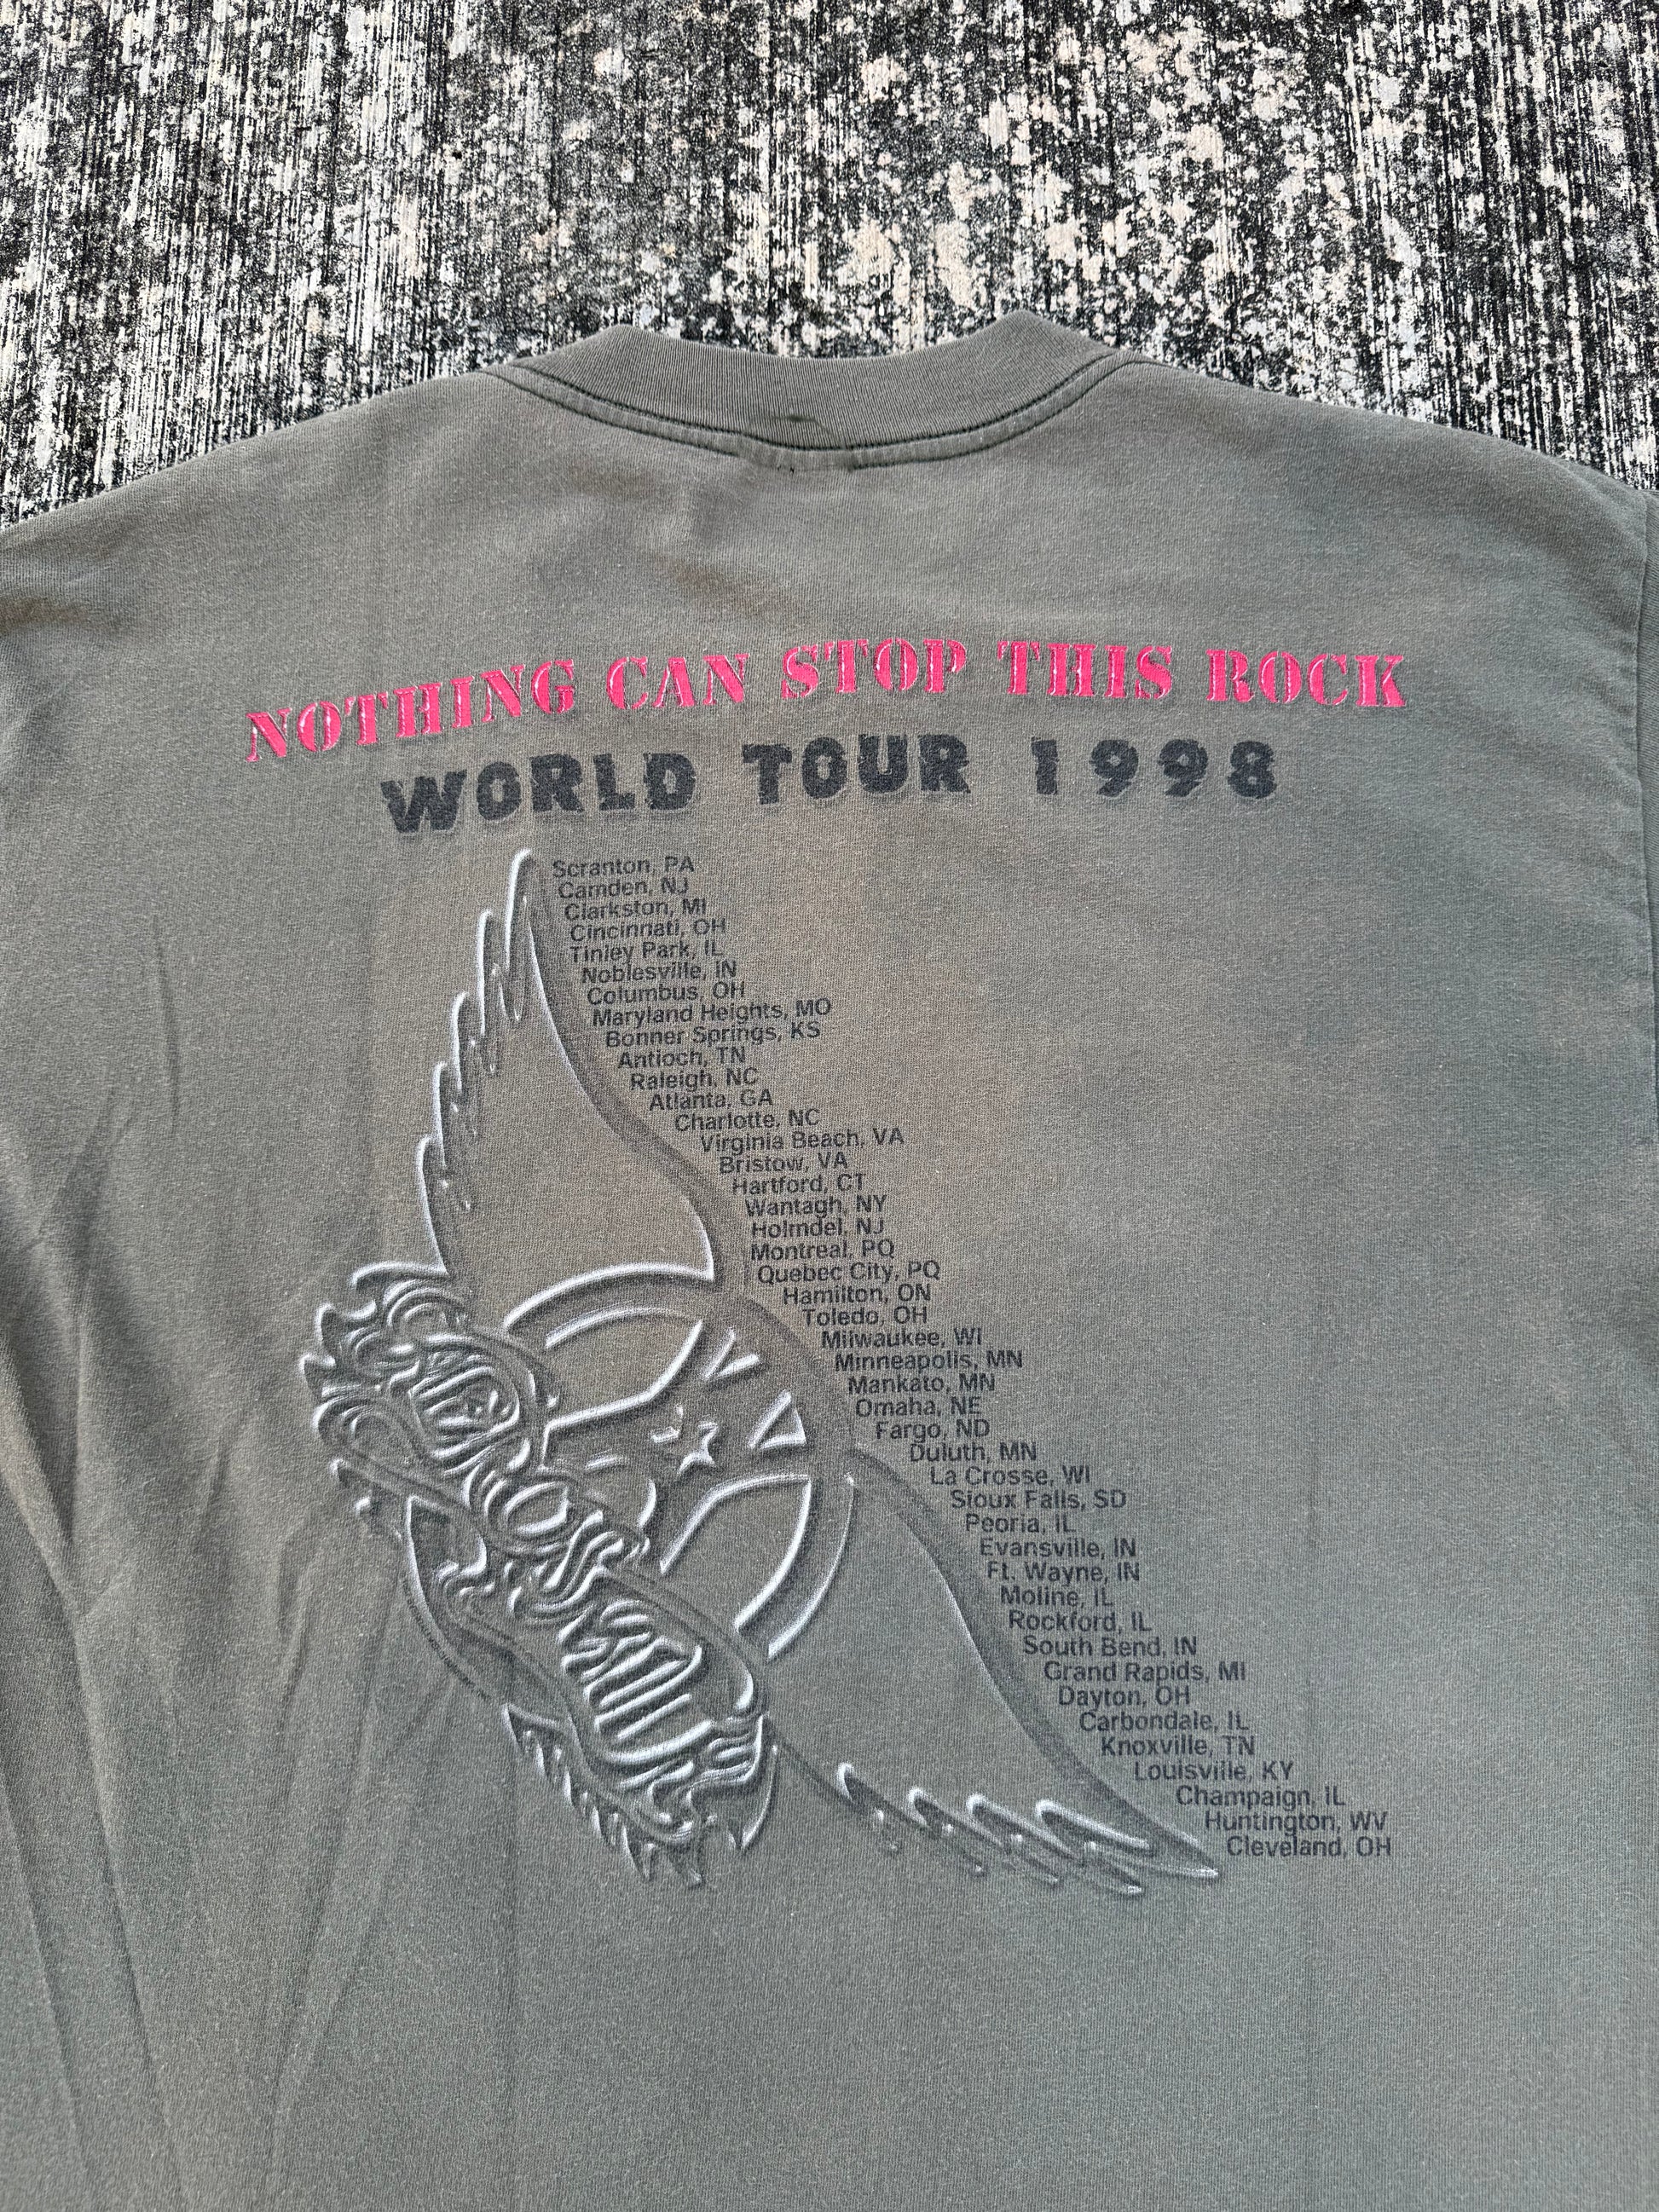 NOTHING CAN STOP THIS ROCK
WORLD TOUR 1998
Scranton, PA
Camden, NJ
Clarkston, MI
Cincinnati, OH
Tinley Park, IL
Noblesville, IN
Columbus, OH
Maryland Heights, MO
Bonner Springs, KS
Antioch, TN
Raleigh, NC
Atlanta, GA
Charlotte, NC
Virginia Beach, VA
Bristow, VA
Hartford, CT
Wantagh, NY
Holmdel, NJ
Montreal, PQ
Quebec City, PQ
Hamilton, ON
Toledo, OH
Milwaukee, WI
Minneapolis, MN
Mankato, MN
Omaha, NE
Fargo, ND
Duluth, MN
La Crosse, WI
Sioux Falls, SD
Peoria, IL
Evansville, IN
Ft. Wayne, IN
Moline, IL
Rockford, IL
South Bend, IN
Grand Rapids, MI
Dayton, OH
Carbondale, IL
Knoxville, TN
Louisville, KY
Champaign, IL
Huntington, WV
Cleveland, OH